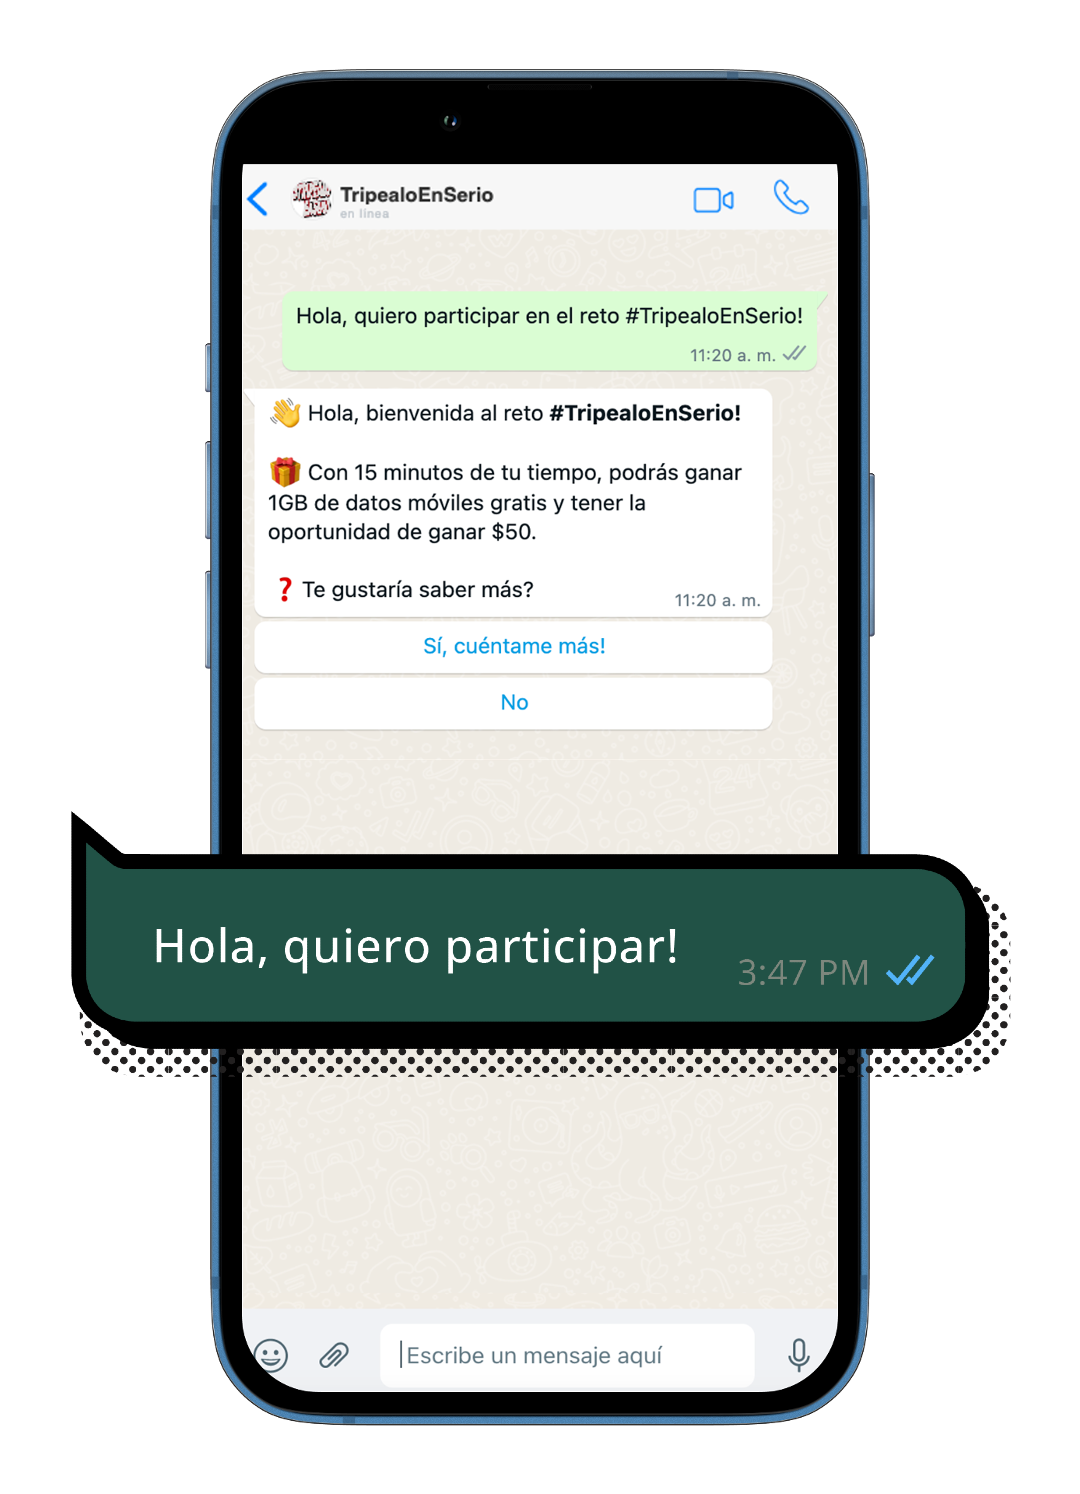 TripealoEnSerio
en línea
Hola, quiero participar en el reto #TripealoEnSerio!
11:20 a. m.
👋 Hola, bienvenida al reto #TripealoEnSerio!
🎁 Con 15 minutos de tu tiempo, podrás ganar
1GB de datos móviles gratis y tener la
oportunidad de ganar $50.
❓ Te gustaría saber más?
11:20 a. m.
Sí, cuéntame más!
No
Hola, quiero participar!
3:47 PM
Escribe un mensaje aquí